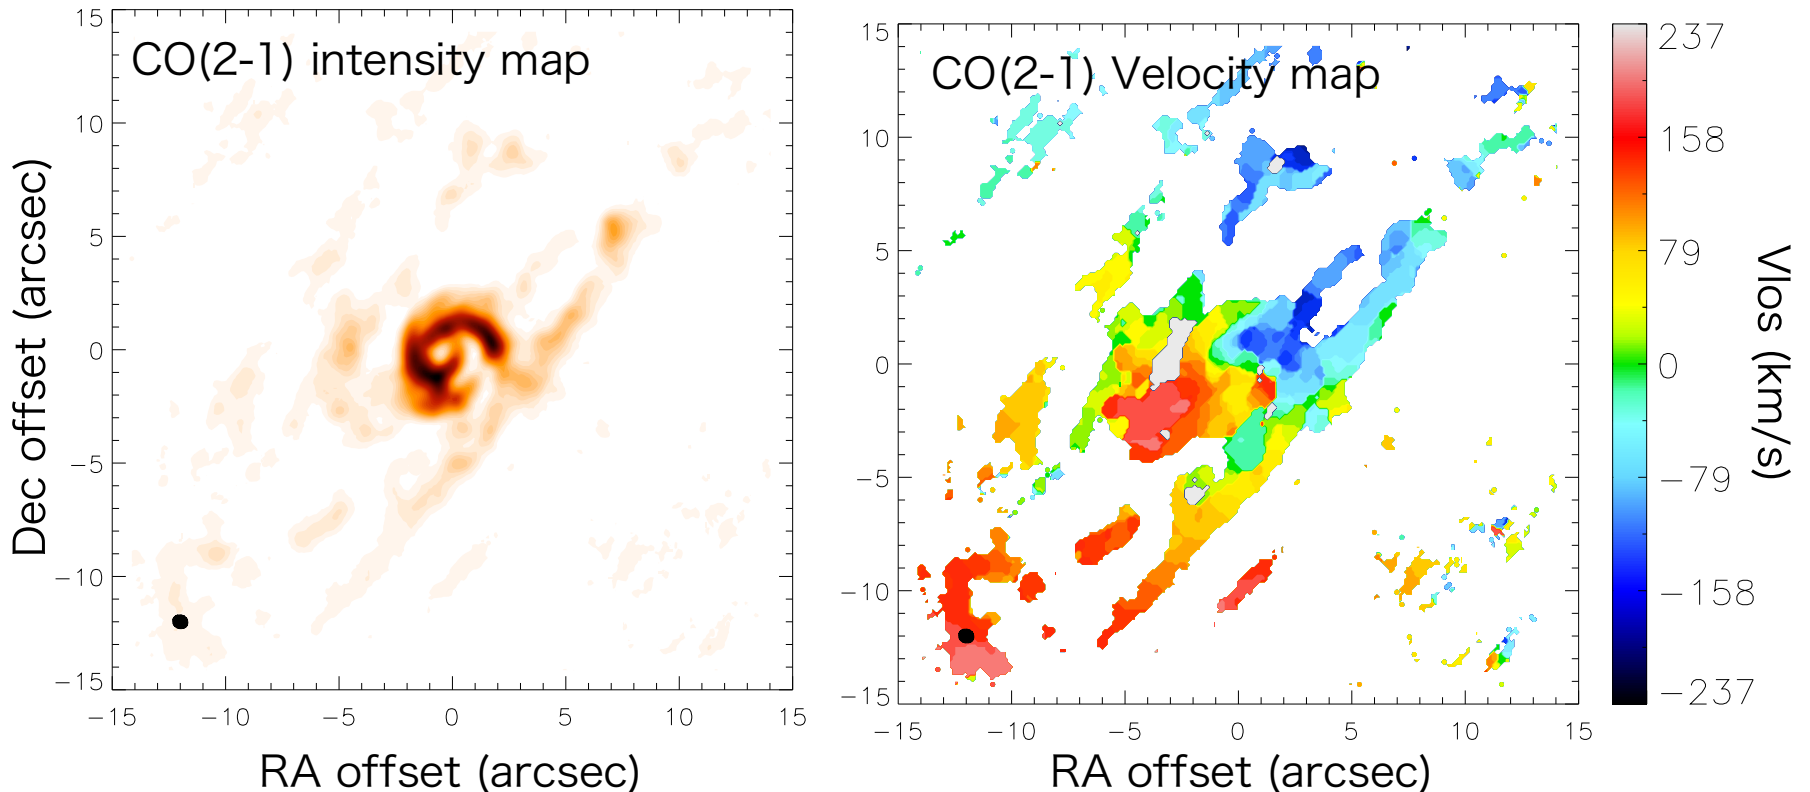 CO(2-1) intensity map
15
10
5
0
−5
−10
−15
−15 −10 −5 0 5 10 15
Dec offset (arcsec)
RA offset (arcsec)
CO(2-1) Velocity map
15
10
5
0
−5
−10
−15
−15 −10 −5 0 5 10 15
RA offset (arcsec)
237
158
79
0
−79
−158
−237
Vlos (km/s)